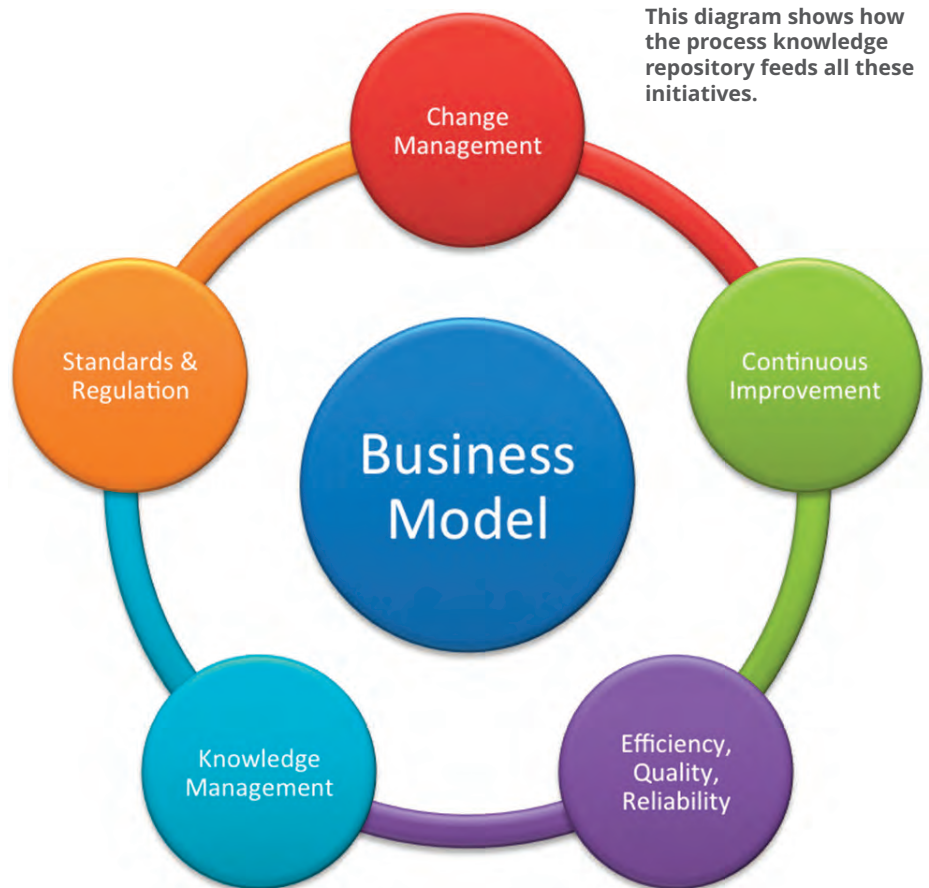 This diagram shows how
the process knowledge
repository feeds all these
initiatives.
Change
Management
Standards &
Regulation
Continuous
Improvement
Business
Model
Knowledge
Management
Efficiency,
Quality,
Reliability